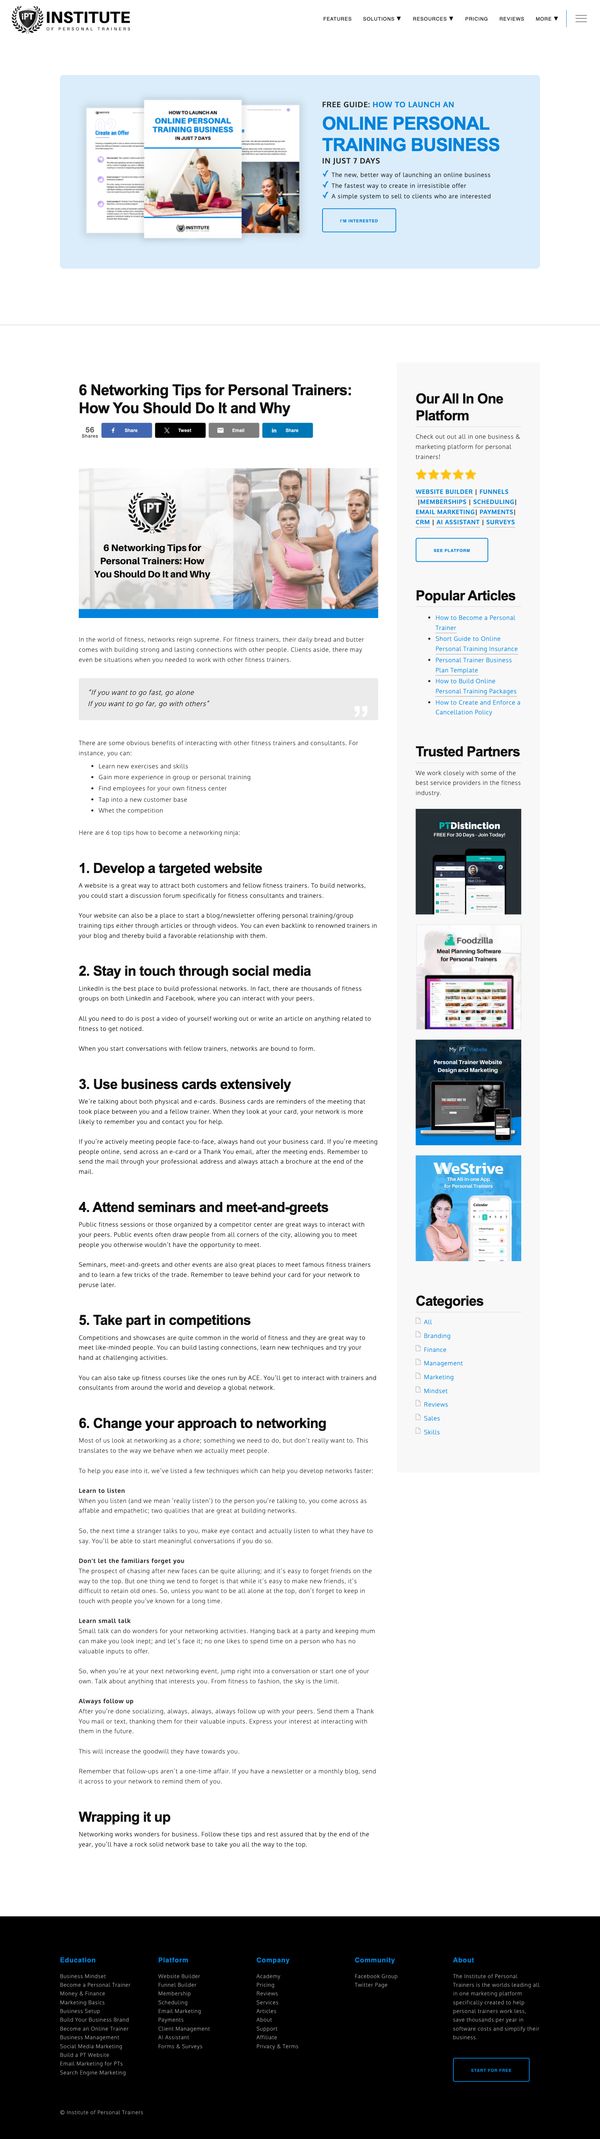 iPT INSTITUTE
OF PERSONAL TRAINERS
FEATURES SOLUTIONS ▼ RESOURCES ▼ PRICING REVIEWS MORE ▼
Create an Offer
HOW TO LAUNCH AN
ONLINE PERSONAL
TRAINING BUSINESS
IN JUST 7 DAYS
INSTITUTE
FREE GUIDE: HOW TO LAUNCH AN
ONLINE PERSONAL
TRAINING BUSINESS
IN JUST 7 DAYS
✓ The new, better way of launching an online business
✓ The fastest way to create in irresistible offer
✓ A simple system to sell to clients who are interested
I'M INTERESTED
6 Networking Tips for Personal Trainers:
How You Should Do It and Why
56
Shares
Share Tweet Email Share
iPT
6 Networking Tips for
Personal Trainers: How
You Should Do It and Why
In the world of fitness, networks reign supreme. For fitness trainers, their daily bread and butter
comes with building strong and lasting connections with other people. Clients aside, there may
even be situations when you needed to work with other fitness trainers.
"If you want to go fast, go alone
If you want to go far, go with others"
There are some obvious benefits of interacting with other fitness trainers and consultants. For
instance, you can:
• Learn new exercises and skills
• Gain more experience in group or personal training
• Find employees for your own fitness center
• Tap into a new customer base
• Whet the competition
Here are 6 top tips how to become a networking ninja:
1. Develop a targeted website
A website is a great way to attract both customers and fellow fitness trainers. To build networks,
you could start a discussion forum specifically for fitness consultants and trainers.
Your website can also be a place to start a blog/newsletter offering personal training/group
training tips either through articles or through videos. You can even backlink to renowned trainers in
your blog and thereby build a favorable relationship with them.
2. Stay in touch through social media
LinkedIn is the best place to build professional networks. In fact, there are thousands of fitness
groups on both LinkedIn and Facebook, where you can interact with your peers.
All you need to do is post a video of yourself working out or write an article on anything related to
fitness to get noticed.
When you start conversations with fellow trainers, networks are bound to form.
3. Use business cards extensively
We're talking about both physical and e-cards. Business cards are reminders of the meeting that
took place between you and a fellow trainer. When they look at your card, your network is more
likely to remember you and contact you for help.
If you're actively meeting people face-to-face, always hand out your business card. If you're meeting
people online, send across an e-card or a Thank You email, after the meeting ends. Remember to
send the mail through your professional address and always attach a brochure at the end of the
mail.
4. Attend seminars and meet-and-greets
Public fitness sessions or those organized by a competitor center are great ways to interact with
your peers. Public events often draw people from all corners of the city, allowing you to meet
people you otherwise wouldn't have the opportunity to meet.
Seminars, meet-and-greets and other events are also great places to meet famous fitness trainers
and to learn a few tricks of the trade. Remember to leave behind your card for your network to
peruse later.
5. Take part in competitions
Competitions and showcases are quite common in the world of fitness and they are great way to
meet like-minded people. You can build lasting connections, learn new techniques and try your
hand at challenging activities.
You can also take up fitness courses like the ones run by ACE. You'll get to interact with trainers and
consultants from around the world and develop a global network.
6. Change your approach to networking
Most of us look at networking as a chore; something we need to do, but don't really want to. This
translates to the way we behave when we actually meet people.
To help you ease into it, we've listed a few techniques which can help you develop networks faster:
Learn to listen
When you listen (and we mean 'really listen') to the person you're talking to, you come across as
affable and empathetic; two qualities that are great at building networks.
So, the next time a stranger talks to you, make eye contact and actually listen to what they have to
say. You'll be able to start meaningful conversations if you do so.
Don't let the familiars forget you
The prospect of chasing after new faces can be quite alluring; and it's easy to forget friends on the
way to the top. But one thing we tend to forget is that while it's easy to make new friends, it's
difficult to retain old ones. So, unless you want to be all alone at the top, don't forget to keep in
touch with people you've known for a long time.
Learn small talk
Small talk can do wonders for your networking activities. Hanging back at a party and keeping mum
can make you look inept; and let's face it; no one likes to spend time on a person who has no
valuable inputs to offer.
So, when you're at your next networking event, jump right into a conversation or start one of your
own. Talk about anything that interests you. From fitness to fashion, the sky is the limit.
Always follow up
After you're done socializing, always, always, always follow up with your peers. Send them a Thank
You mail or text, thanking them for their valuable inputs. Express your interest at interacting with
them in the future.
This will increase the goodwill they have towards you.
Remember that follow-ups aren't a one-time affair. If you have a newsletter or a monthly blog, send
it across to your network to remind them of you.
Wrapping it up
Networking works wonders for business. Follow these tips and rest assured that by the end of the
year, you'll have a rock solid network base to take you all the way to the top.
Our All In One
Platform
Check out out all in one business &
marketing platform for personal
trainers!
WEBSITE BUILDER | FUNNELS
|MEMBERSHIPS | SCHEDULING|
EMAIL MARKETING| PAYMENTS|
CRM | AI ASSISTANT | SURVEYS
SEE PLATFORM
Popular Articles
• How to Become a Personal
Trainer
• Short Guide to Online
Personal Training Insurance
• Personal Trainer Business
Plan Template
• How to Build Online
Personal Training Packages
• How to Create and Enforce a
Cancellation Policy
Trusted Partners
We work closely with some of the
best service providers in the fitness
industry.
PTDistinction
FREE For 30 Days - Join Today!
Foodzilla
Meal Planning Software
for Personal Trainers
My PT Website
Personal Trainer Website
Design and Marketing
WeStrive
The All-in-one App
for Personal Trainers
Calendar
Categories
All
Branding
Finance
Management
Marketing
Mindset
Reviews
Sales
Skills
Education
Business Mindset
Become a Personal Trainer
Money & Finance
Marketing Basics
Business Setup
Build Your Business Brand
Become an Online Trainer
Business Management
Social Media Marketing
Build a PT Website
Email Marketing for PTs
Search Engine Marketing
Platform
Website Builder
Funnel Builder
Membership
Scheduling
Email Marketing
Payments
Client Management
AI Assistant
Forms & Surveys
Company
Academy
Pricing
Reviews
Services
Articles
About
Support
Affiliate
Privacy & Terms
Community
Facebook Group
Twitter Page
About
The Institute of Personal
Trainers is the worlds leading all
in one marketing platform
specifically created to help
personal trainers work less,
save thousands per year in
software costs and simplify their
business.
START FOR FREE
© Institute of Personal Trainers